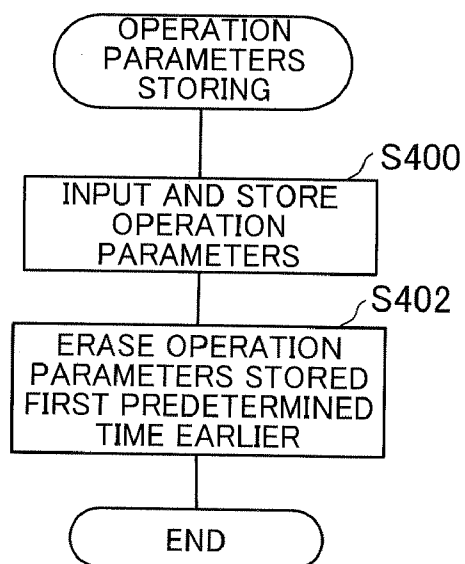 OPERATION
PARAMETERS
STORING
S400
INPUT AND STORE
OPERATION
PARAMETERS
S402
ERASE OPERATION
PARAMETERS STORED
FIRST PREDETERMINED
TIME EARLIER
END